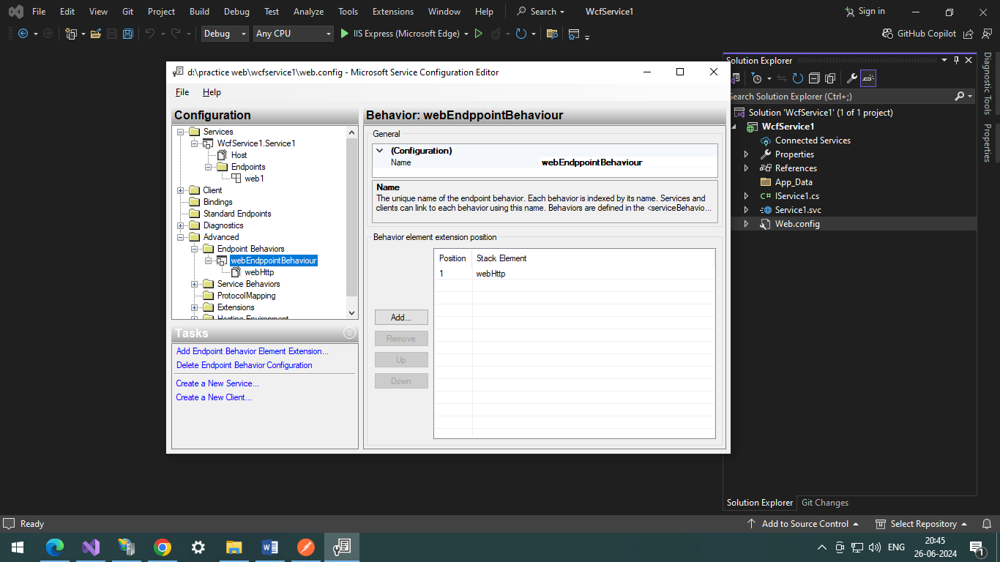 File Edit View Git Project Build Debug Test Analyze Tools Extensions Window Help Search WcfService1 Sign in
Debug Any CPU IIS Express (Microsoft Edge) GitHub Copilot
d:\practice web\wcfservice1\web.config - Microsoft Service Configuration Editor
File Help
Configuration
Services
WcfService1.Service1
Host
Endpoints
web1
Client
Bindings
Standard Endpoints
Diagnostics
Advanced
Endpoint Behaviors
webEndppointBehaviour
webHttp
Service Behaviors
ProtocolMapping
Extensions
Hosting Environment
Tasks
Add Endpoint Behavior Element Extension...
Delete Endpoint Behavior Configuration
Create a New Service...
Create a New Client...
Behavior: webEndppointBehaviour
General
(Configuration)
Name webEndppointBehaviour
Name
The unique name of the endpoint behavior. Each behavior is indexed by its name. Services and
clients can link to each behavior using this name. Behaviors are defined in the <serviceBehavio...
Behavior element extension position
Position Stack Element
1 webHttp
Add...
Remove
Up
Down
Solution Explorer
Search Solution Explorer (Ctrl+;)
Solution 'WcfService1' (1 of 1 project)
WcfService1
Connected Services
Properties
References
App_Data
IService1.cs
Service1.svc
Web.config
Solution Explorer Git Changes
Diagnostic Tools
Properties
Ready Add to Source Control Select Repository
ENG 20:45
26-06-2024
1